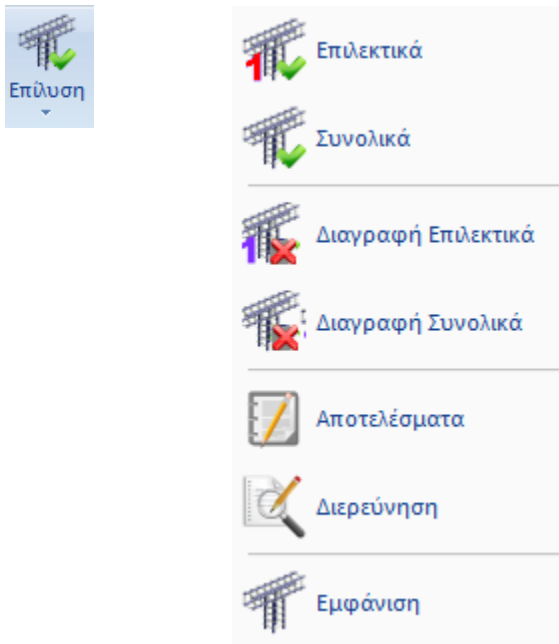 Επίλυση
Επιλεκτικά
Συνολικά
Διαγραφή Επιλεκτικά
Διαγραφή Συνολικά
Αποτελέσματα
Διερεύνηση
Εμφάνιση